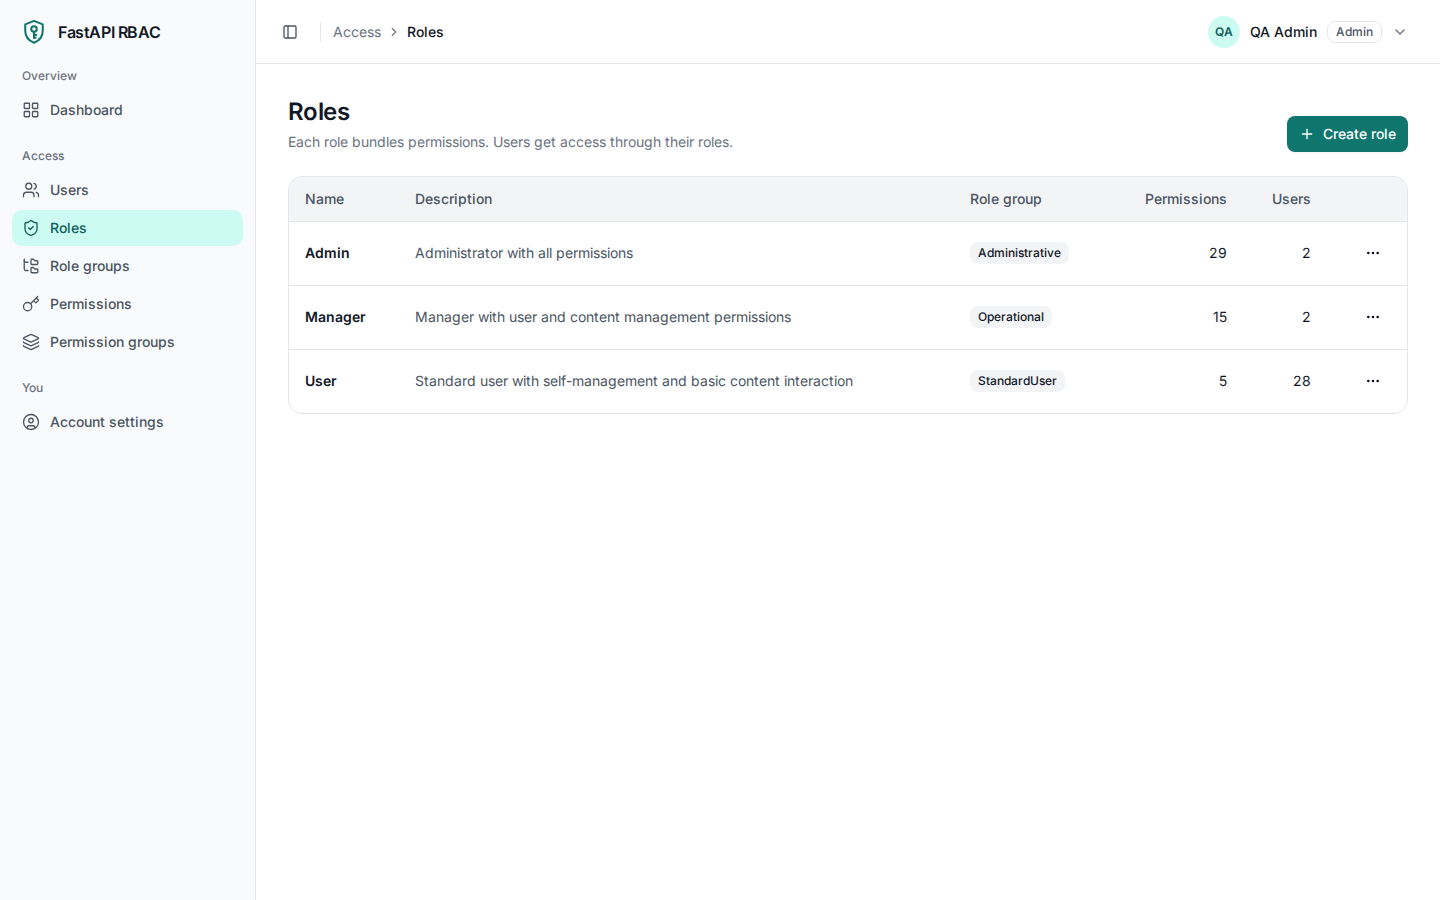 FastAPI RBAC
Overview
Dashboard
Access
Users
Roles
Role groups
Permissions
Permission groups
You
Account settings
Access > Roles
QA QA Admin Admin
Roles
Each role bundles permissions. Users get access through their roles.
Create role
Name Description Role group Permissions Users
Admin Administrator with all permissions Administrative 29 2
Manager Manager with user and content management permissions Operational 15 2
User Standard user with self-management and basic content interaction StandardUser 5 28